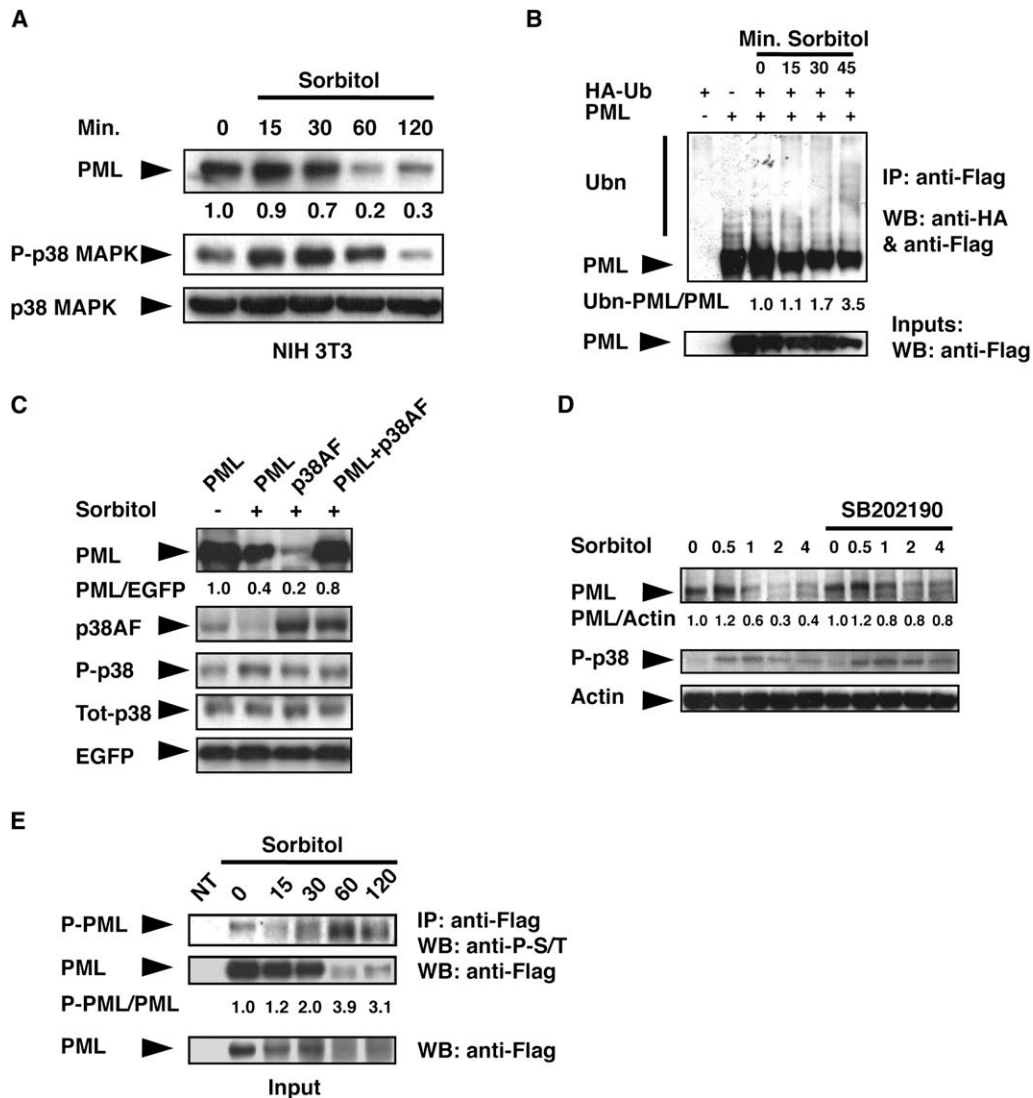 A
Sorbitol
Min. 0 15 30 60 120
PML
1.0 0.9 0.7 0.2 0.3
P-p38 MAPK
p38 MAPK
NIH 3T3
B
Min. Sorbitol
0 15 30 45
HA-Ub + - + + + +
PML - + + + + +
Ubn
IP: anti-Flag
WB: anti-HA
& anti-Flag
PML
Ubn-PML/PML 1.0 1.1 1.7 3.5
Inputs:
PML
WB: anti-Flag
C
PML PML p38AF PML+p38AF
Sorbitol - + + +
PML
PML/EGFP 1.0 0.4 0.2 0.8
p38AF
P-p38
Tot-p38
EGFP
D
SB202190
Sorbitol 0 0.5 1 2 4 0 0.5 1 2 4
PML
PML/Actin 1.0 1.2 0.6 0.3 0.4 1.0 1.2 0.8 0.8 0.8
P-p38
Actin
E
Sorbitol
NT 0 15 30 60 120
P-PML IP: anti-Flag
WB: anti-P-S/T
PML WB: anti-Flag
P-PML/PML 1.0 1.2 2.0 3.9 3.1
PML WB: anti-Flag
Input